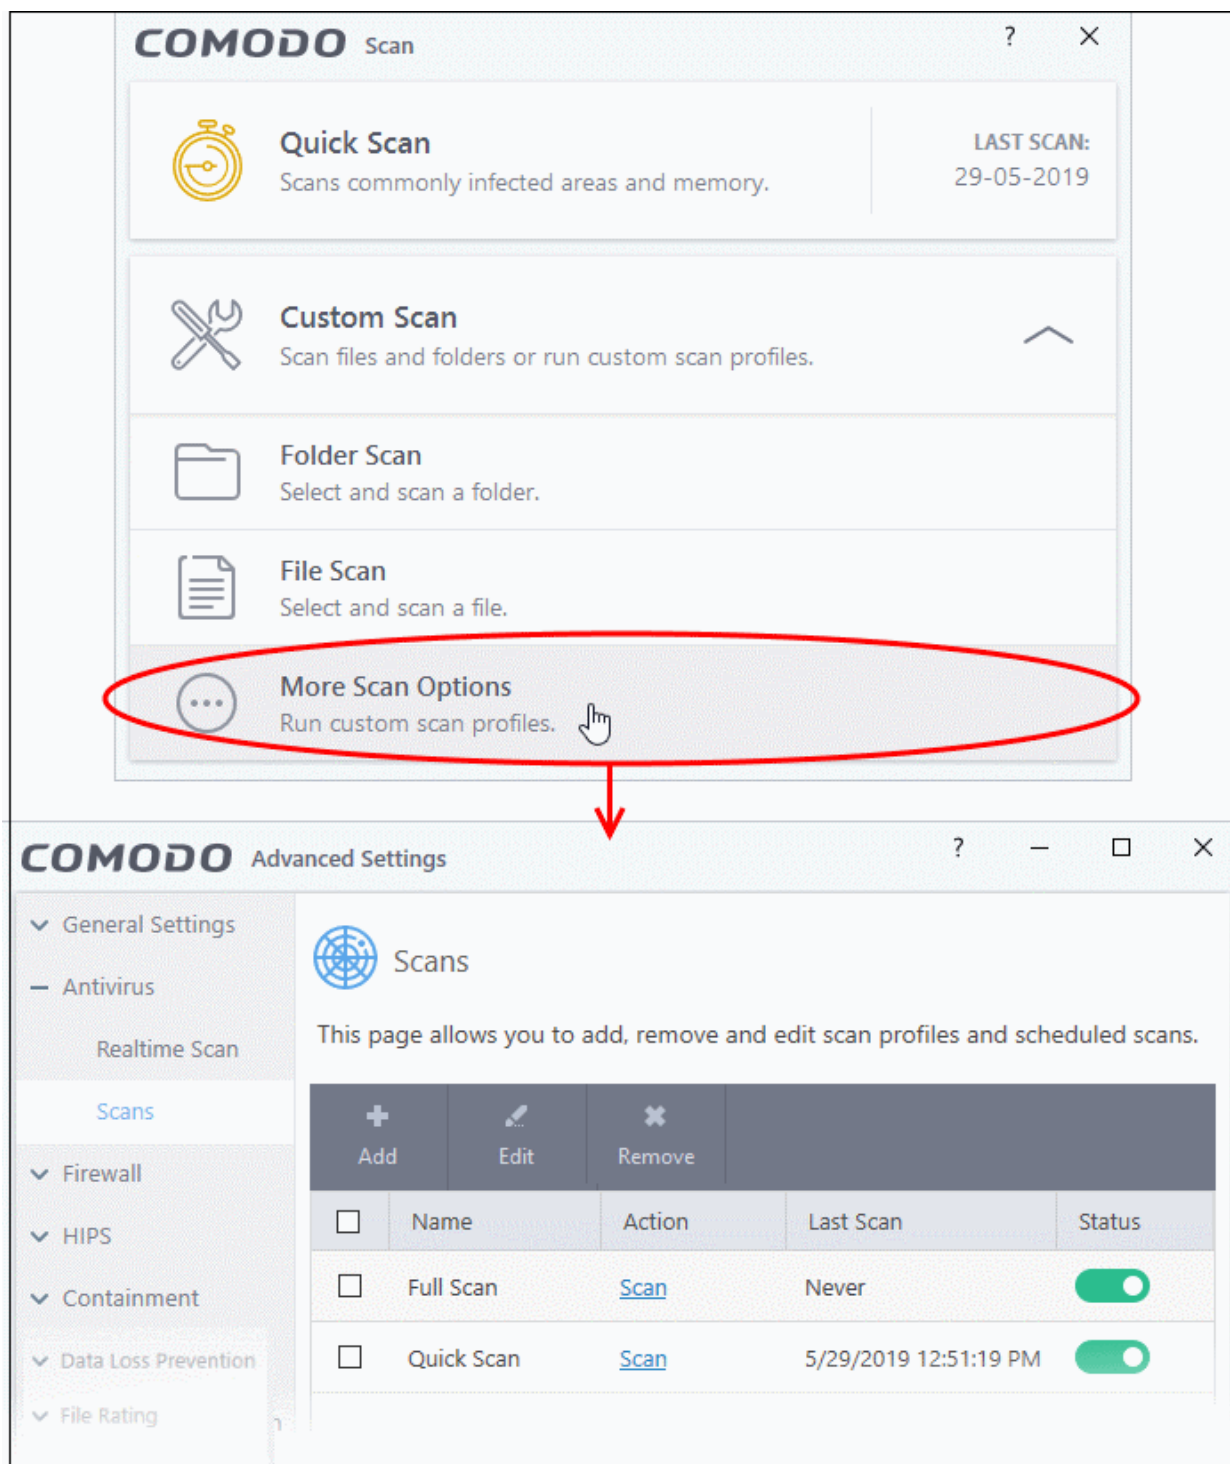 COMODO Scan ?
Quick Scan
Scans commonly infected areas and memory.
LAST SCAN:
29-05-2019
Custom Scan
Scan files and folders or run custom scan profiles.
Folder Scan
Select and scan a folder.
File Scan
Select and scan a file.
More Scan Options
Run custom scan profiles.
COMODO Advanced Settings ?
General Settings
Antivirus
Realtime Scan
Scans
Firewall
HIPS
Containment
Data Loss Prevention
File Rating
Scans
This page allows you to add, remove and edit scan profiles and scheduled scans.
Add Edit Remove
Name Action Last Scan Status
Full Scan Scan Never
Quick Scan Scan 5/29/2019 12:51:19 PM